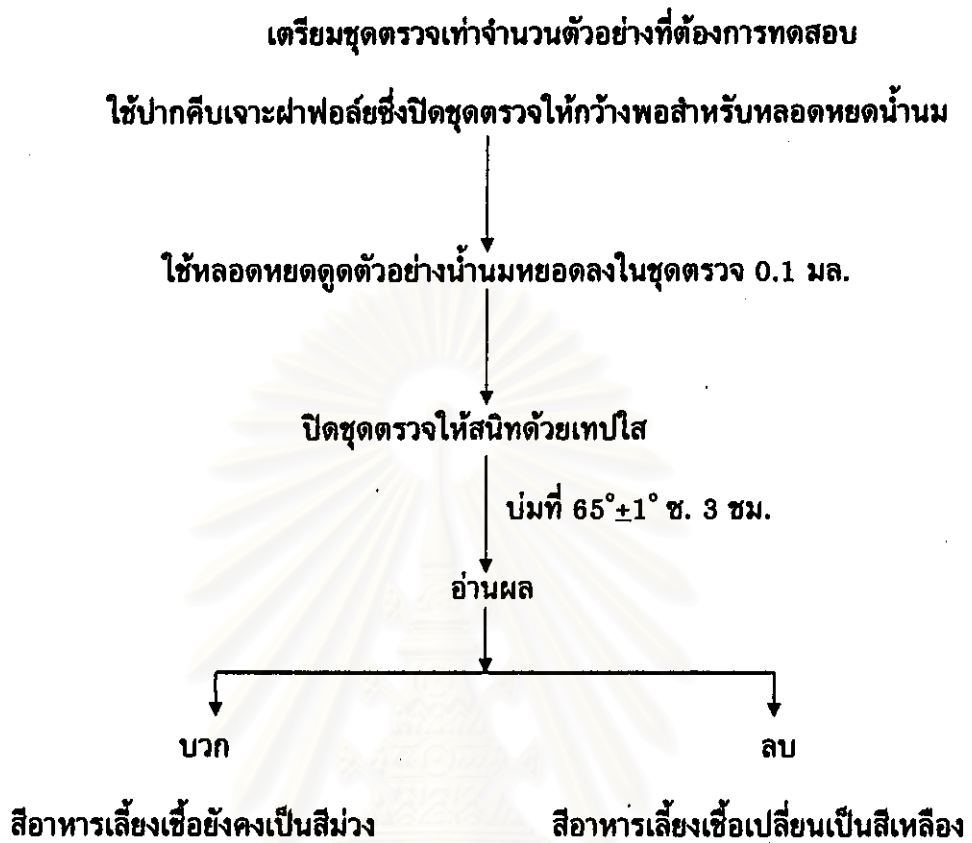 เตรียมชุดตรวจเท่าจำนวนตัวอย่างที่ต้องการทดสอบ
ใช้ปากคีบเจาะฝาฟอล์ยซึ่งปิดชุดตรวจให้กว้างพอสำหรับหลอดหยดน้ำนม
ใช้หลอดหยดดูดตัวอย่างน้ำนมหยอดลงในชุดตรวจ 0.1 มล.
ปิดชุดตรวจให้สนิทด้วยเทปใส
บ่มที่ 65°±1° ซ. 3 ชม.
อ่านผล
บวก ลบ
สีอาหารเลี้ยงเชื้อยังคงเป็นสีม่วง สีอาหารเลี้ยงเชื้อเปลี่ยนเป็นสีเหลือง